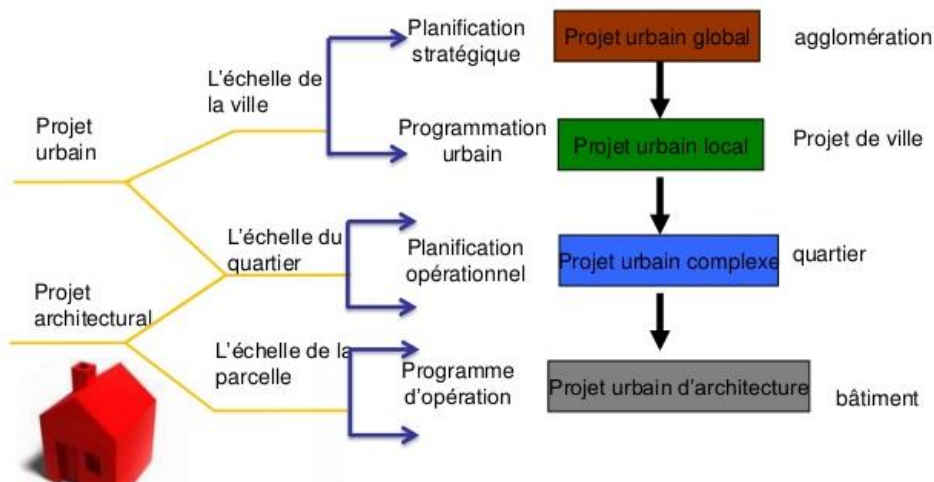 Projet
urbain
Projet
architectural
L'échelle de
la ville
L'échelle du
quartier
L'échelle de la
parcelle
Planification
stratégique
Programmation
urbain
Planification
opérationnel
Programme
d'opération
Projet urbain global
Projet urbain local
Projet urbain complexe
Projet urbain d'architecture
agglomération
Projet de ville
quartier
bâtiment